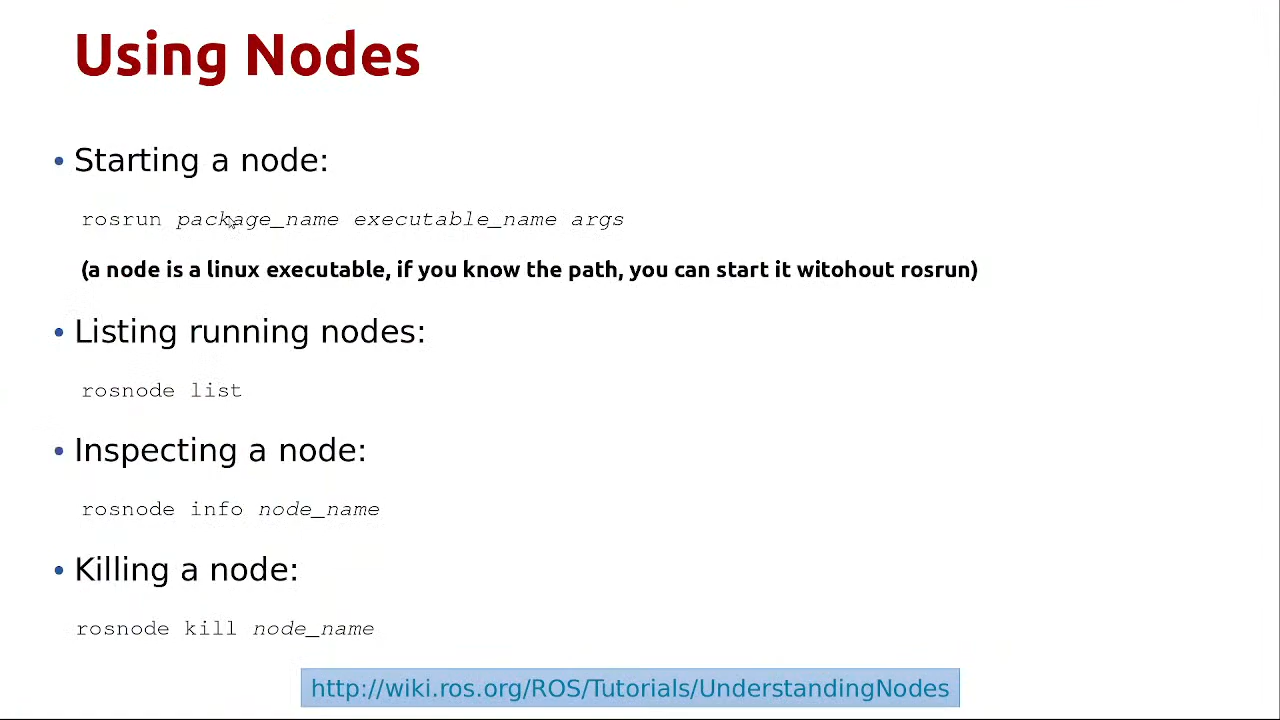 Using Nodes
• Starting a node:
rosrun package_name executable_name args
(a node is a linux executable, if you know the path, you can start it witohout rosrun)
• Listing running nodes:
rosnode list
• Inspecting a node:
rosnode info node_name
• Killing a node:
rosnode kill node_name
http://wiki.ros.org/ROS/Tutorials/UnderstandingNodes